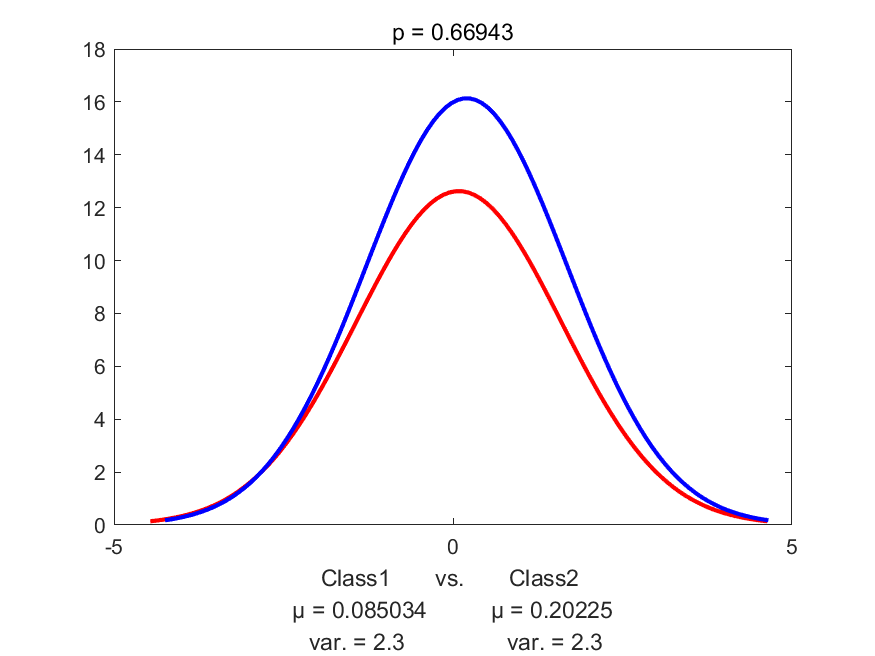 p = 0.66943
18
16
14
12
10
8
6
4
2
0
-5 0 5
Class1 vs. Class2
μ = 0.085034 μ = 0.20225
var. = 2.3 var. = 2.3